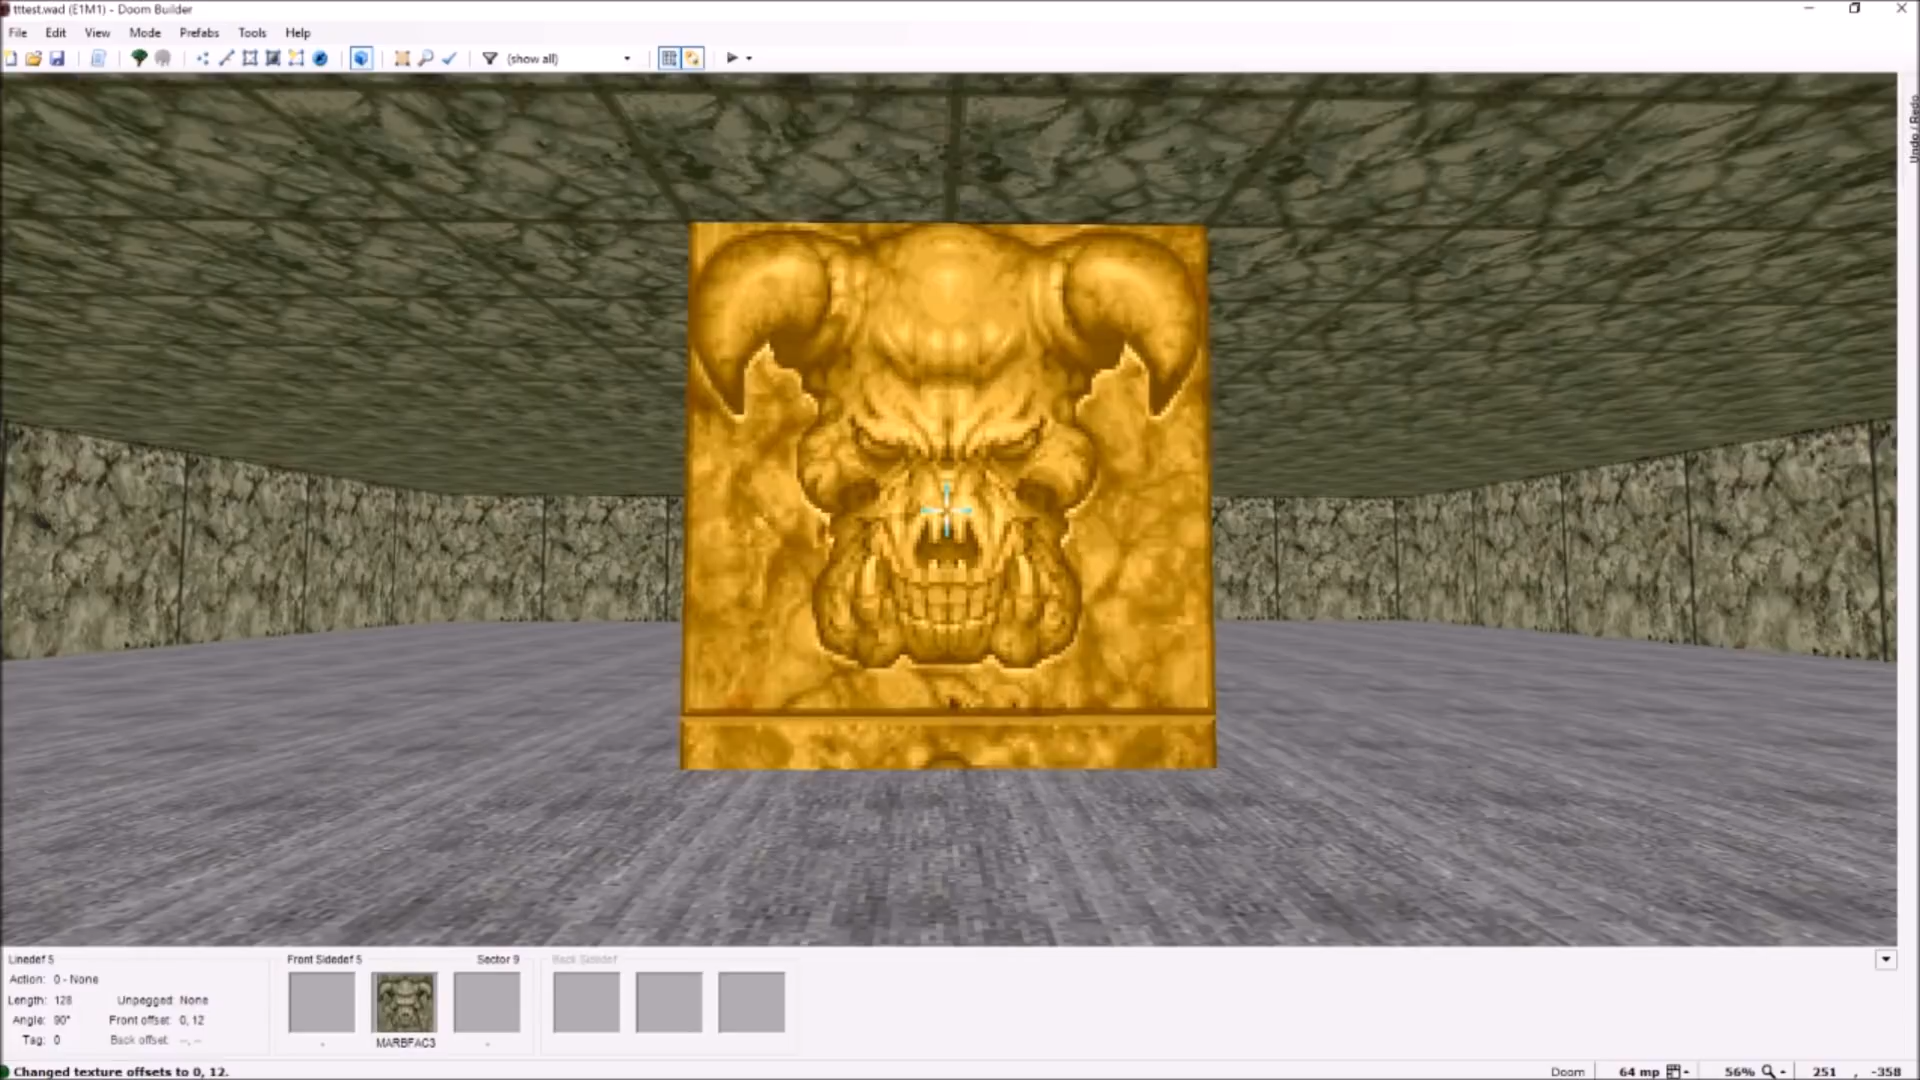 tttest.wad (E1M1) - Doom Builder
File Edit View Mode Prefabs Tools Help
(show all)
Undo / Redo
Linedef 5
Action: 0 - None
Length: 128 Unpegged: None
Angle: 90° Front offset: 0, 12
Tag: 0 Back offset: --, --
Front Sidedef 5 Sector 9
- MARBFAC3 -
Back Sidedef
Changed texture offsets to 0, 12.
Doom 64 mp 56% 251 , -358